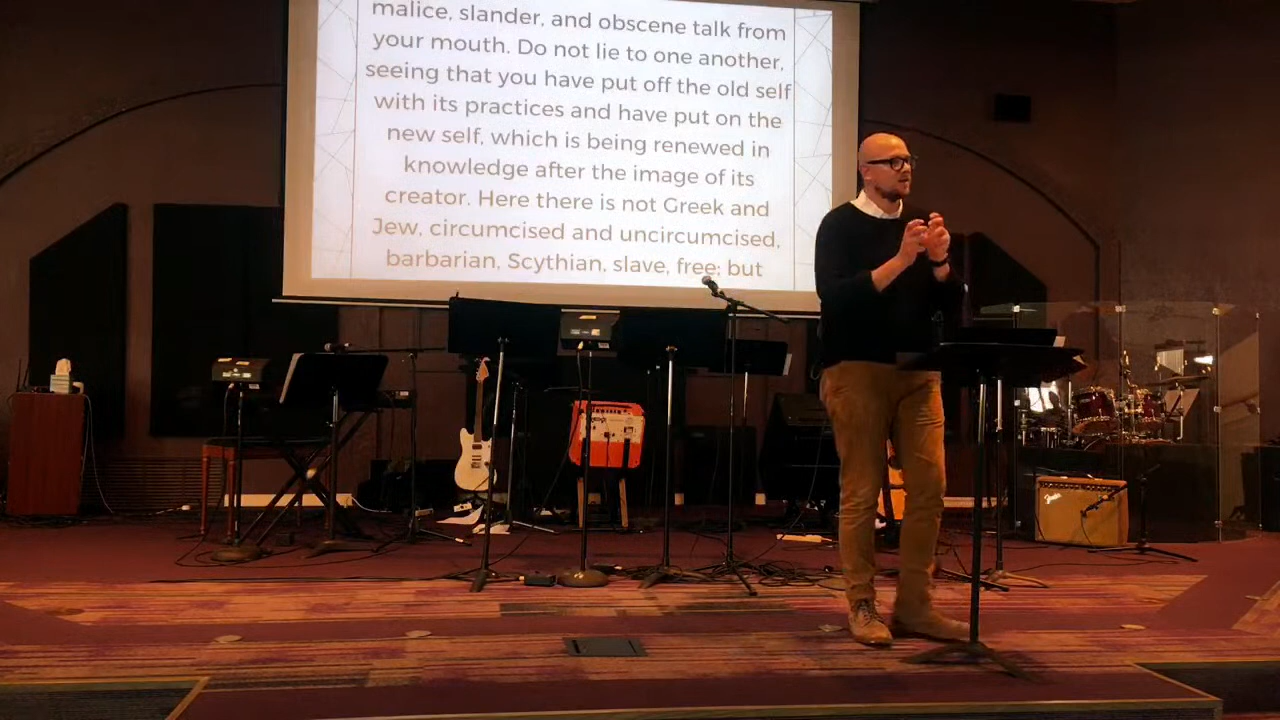 malice, slander, and obscene talk from
your mouth. Do not lie to one another,
seeing that you have put off the old self
with its practices and have put on the
new self, which is being renewed in
knowledge after the image of its
creator. Here there is not Greek and
Jew, circumcised and uncircumcised,
barbarian, Scythian, slave, free; but
Fender